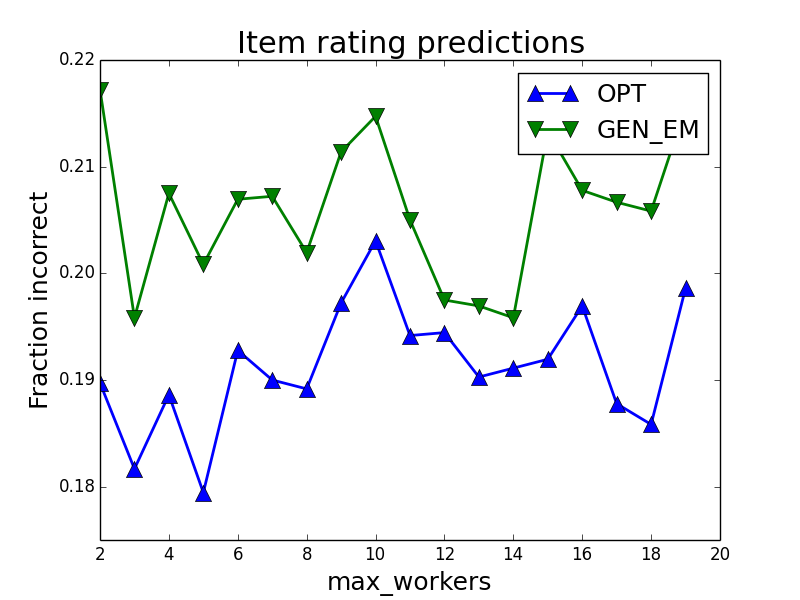 Item rating predictions
OPT
GEN_EM
Fraction incorrect
0.22
0.21
0.20
0.19
0.18
2 4 6 8 10 12 14 16 18 20
max_workers